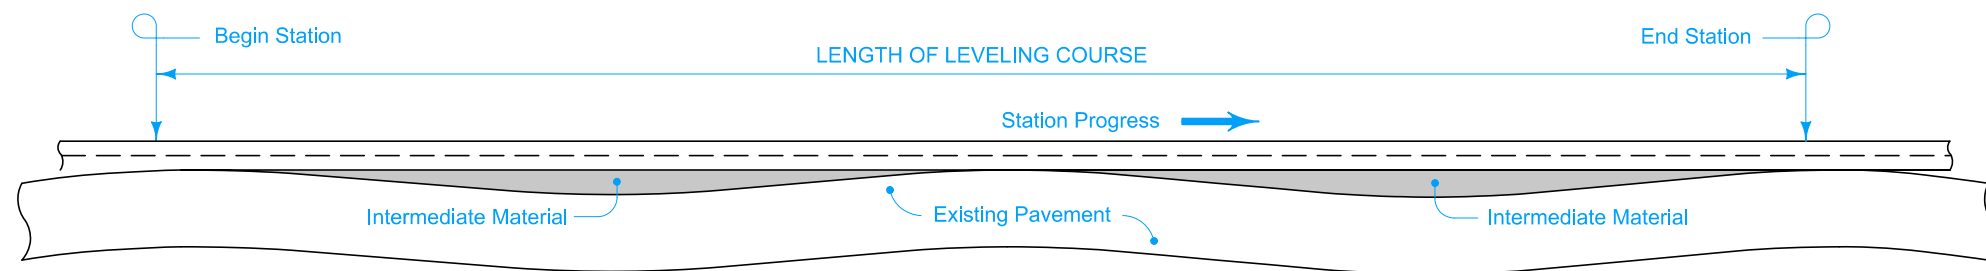 Begin Station
End Station
LENGTH OF LEVELING COURSE
Station Progress
Intermediate Material
Existing Pavement
Intermediate Material